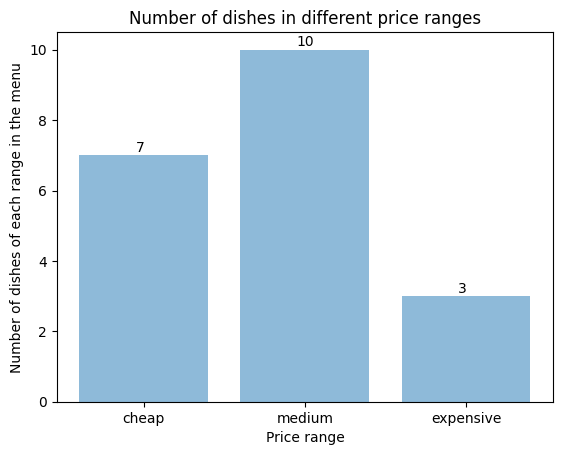 Number of dishes in different price ranges
Number of dishes of each range in the menu
10
8
6
4
2
0
7
10
3
cheap
medium
expensive
Price range